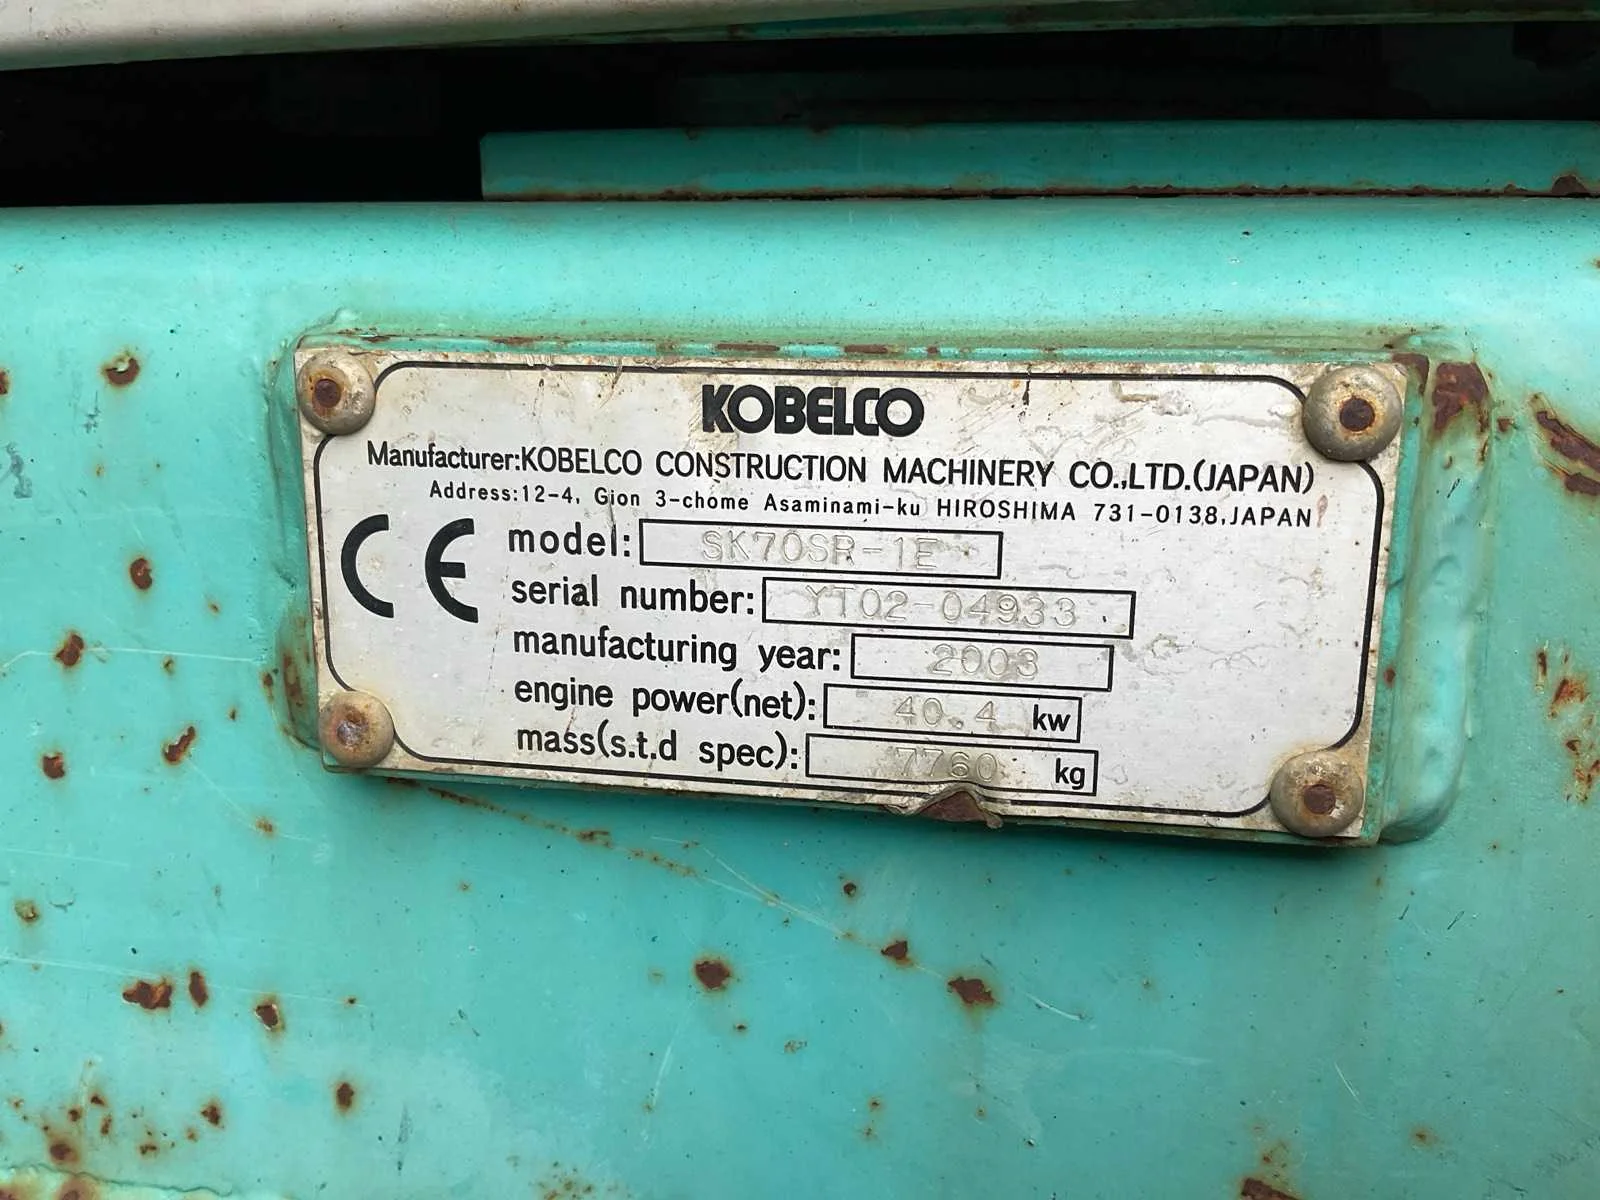 KOBELCO
Manufacturer:KOBELCO CONSTRUCTION MACHINERY CO.,LTD.(JAPAN)
Address:12-4, Gion 3-chome Asaminami-ku HIROSHIMA 731-0138,JAPAN
CE
model: SK70SR-1E
serial number: YT02-04933
manufacturing year: 2003
engine power(net): 40.4 kw
mass(s.t.d spec): 7760 kg